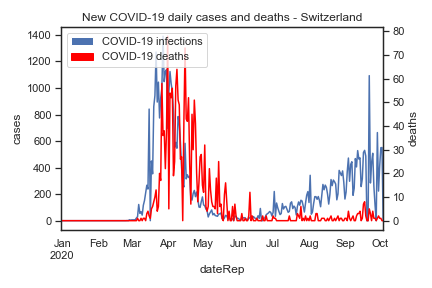 New COVID-19 daily cases and deaths - Switzerland
COVID-19 infections
COVID-19 deaths
cases
1400
1200
1000
800
600
400
200
0
80
70
60
50
40
30
20
10
0
deaths
Jan Feb Mar Apr May Jun Jul Aug Sep Oct
2020
dateRep